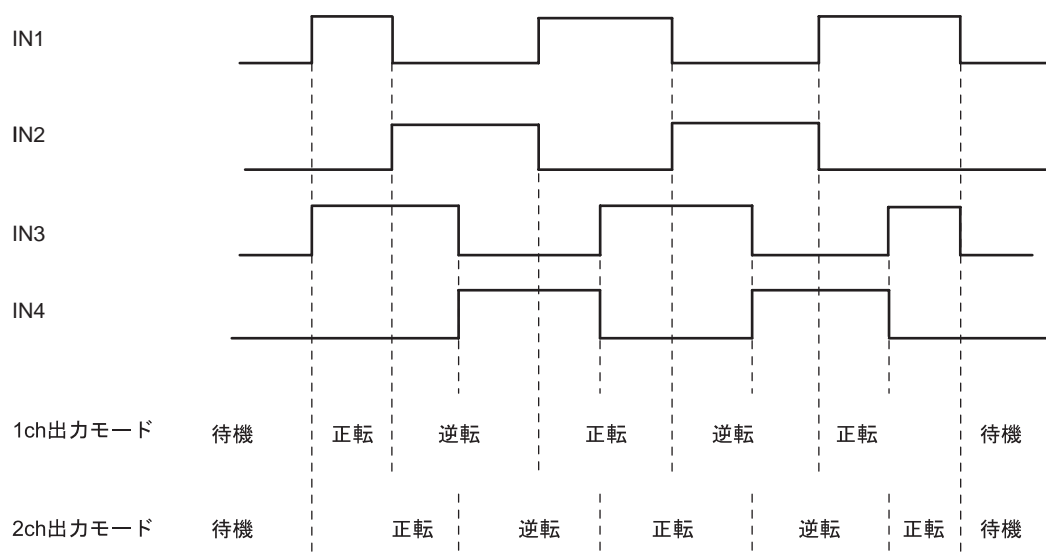 IN1
IN2
IN3
IN4
1ch出力モード 待機 正転 逆転 正転 逆転 正転 待機
2ch出力モード 待機 正転 逆転 正転 逆転 正転 待機